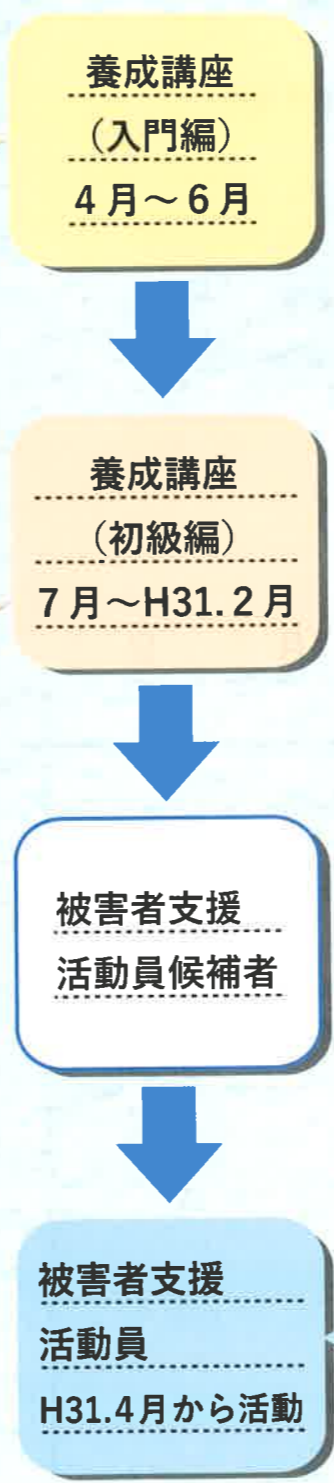 養成講座
（入門編）
４月～６月
養成講座
（初級編）
７月～H31.２月
被害者支援
活動員候補者
被害者支援
活動員
H31.4月から活動